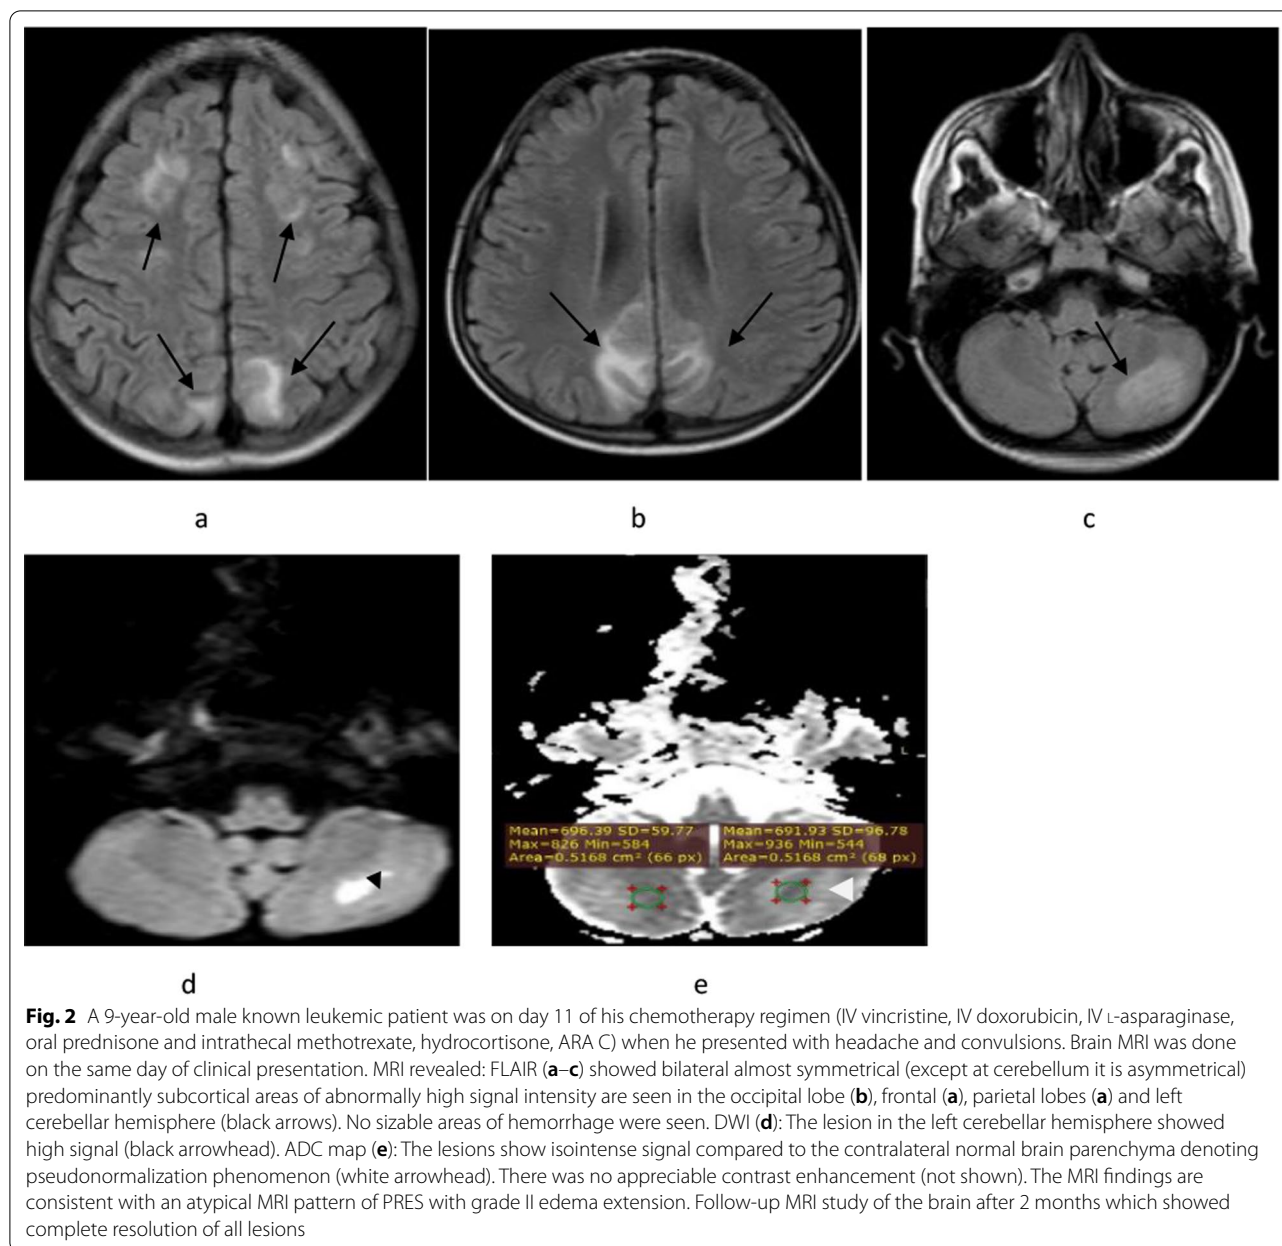 a
b
c
Mean=696.39 SD=59.77
Max=826 Min=584
Area=0.5168 cm² (66 px)
Mean=691.93 SD=96.78
Max=936 Min=544
Area=0.5168 cm² (68 px)
d
e
Fig. 2 A 9-year-old male known leukemic patient was on day 11 of his chemotherapy regimen (IV vincristine, IV doxorubicin, IV L-asparaginase,
oral prednisone and intrathecal methotrexate, hydrocortisone, ARA C) when he presented with headache and convulsions. Brain MRI was done
on the same day of clinical presentation. MRI revealed: FLAIR (a–c) showed bilateral almost symmetrical (except at cerebellum it is asymmetrical)
predominantly subcortical areas of abnormally high signal intensity are seen in the occipital lobe (b), frontal (a), parietal lobes (a) and left
cerebellar hemisphere (black arrows). No sizable areas of hemorrhage were seen. DWI (d): The lesion in the left cerebellar hemisphere showed
high signal (black arrowhead). ADC map (e): The lesions show isointense signal compared to the contralateral normal brain parenchyma denoting
pseudonormalization phenomenon (white arrowhead). There was no appreciable contrast enhancement (not shown). The MRI findings are
consistent with an atypical MRI pattern of PRES with grade II edema extension. Follow-up MRI study of the brain after 2 months which showed
complete resolution of all lesions